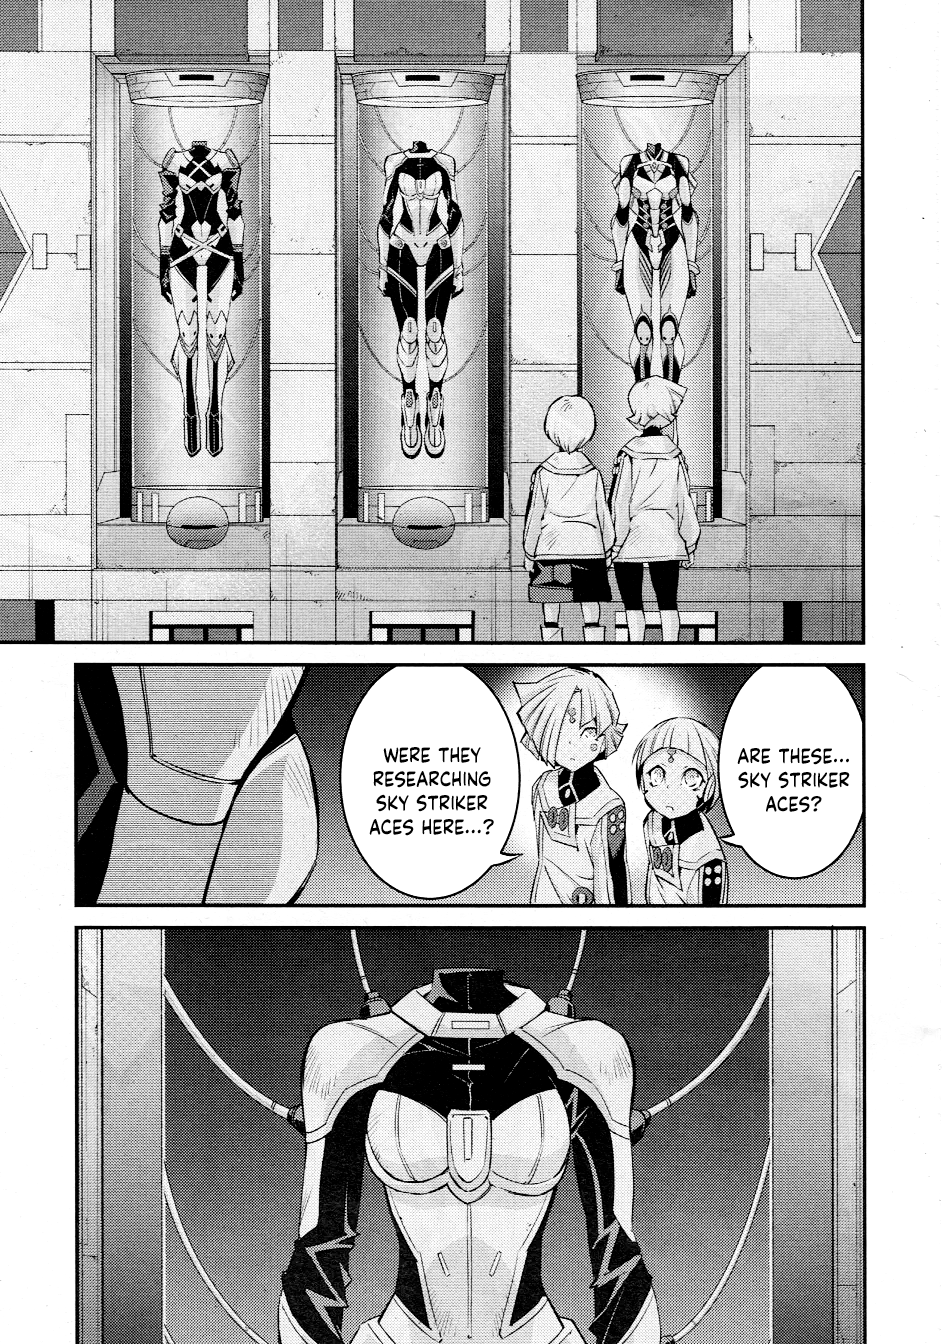 ARE THESE...
SKY STRIKER
ACES?
WERE THEY
RESEARCHING
SKY STRIKER
ACES HERE...?